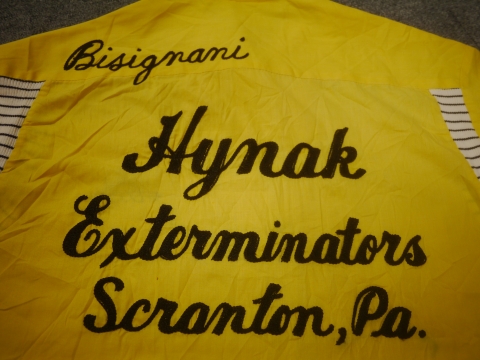 Bisignani
Hynak
Exterminators
Scranton, Pa.